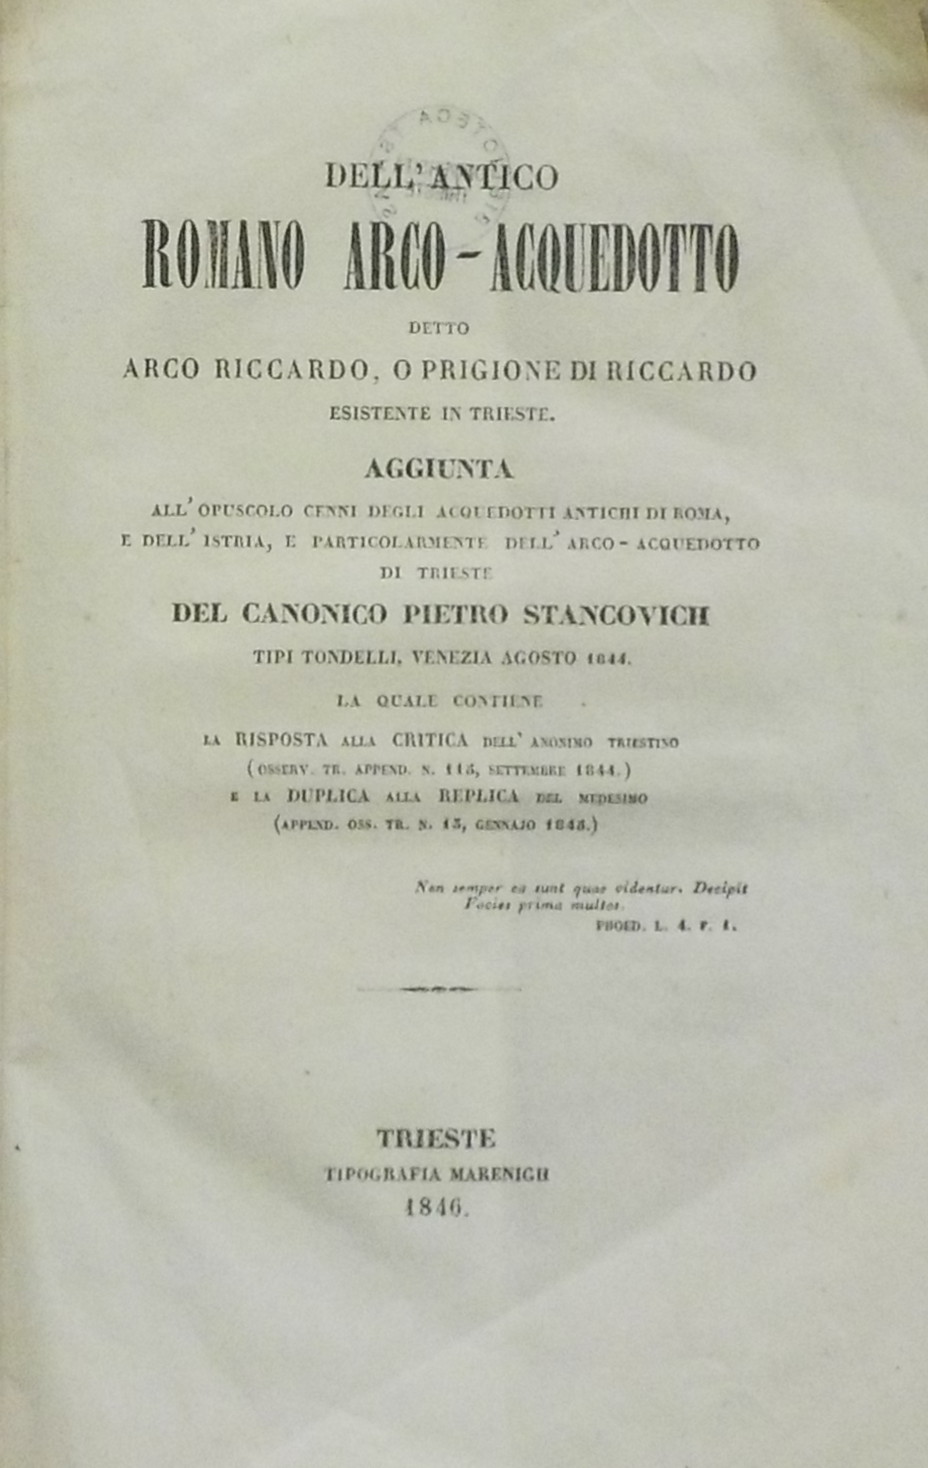 DELL'ANTICO
ROMANO ARCO-ACQUEDOTTO
DETTO
ARCO RICCARDO, O PRIGIONE DI RICCARDO
ESISTENTE IN TRIESTE.
AGGIUNTA
ALL'OPUSCOLO CENNI DEGLI ACQUEDOTTI ANTICHI DI ROMA,
E DELL'ISTRIA, E PARTICOLARMENTE DELL'ARCO-ACQUEDOTTO
DI TRIESTE
DEL CANONICO PIETRO STANCOVICH
TIPI TONDELLI, VENEZIA AGOSTO 1844.
LA QUALE CONTIENE
LA RISPOSTA ALLA CRITICA DELL'ANONIMO TRIESTINO
(OSSERV. TR. APPEND. N. SETTEMBRE 1844.)
E LA DUPLICA ALLA REPLICA DEL MEDESIMO
(APPEND. OSS. TR. N. GENNAJO
Non semper ea sunt quae videntur. Decipit
Facies prima multos.
PHOED. L. 4. F. 1.
TRIESTE
TIPOGRAFIA MARENIGH
1846.